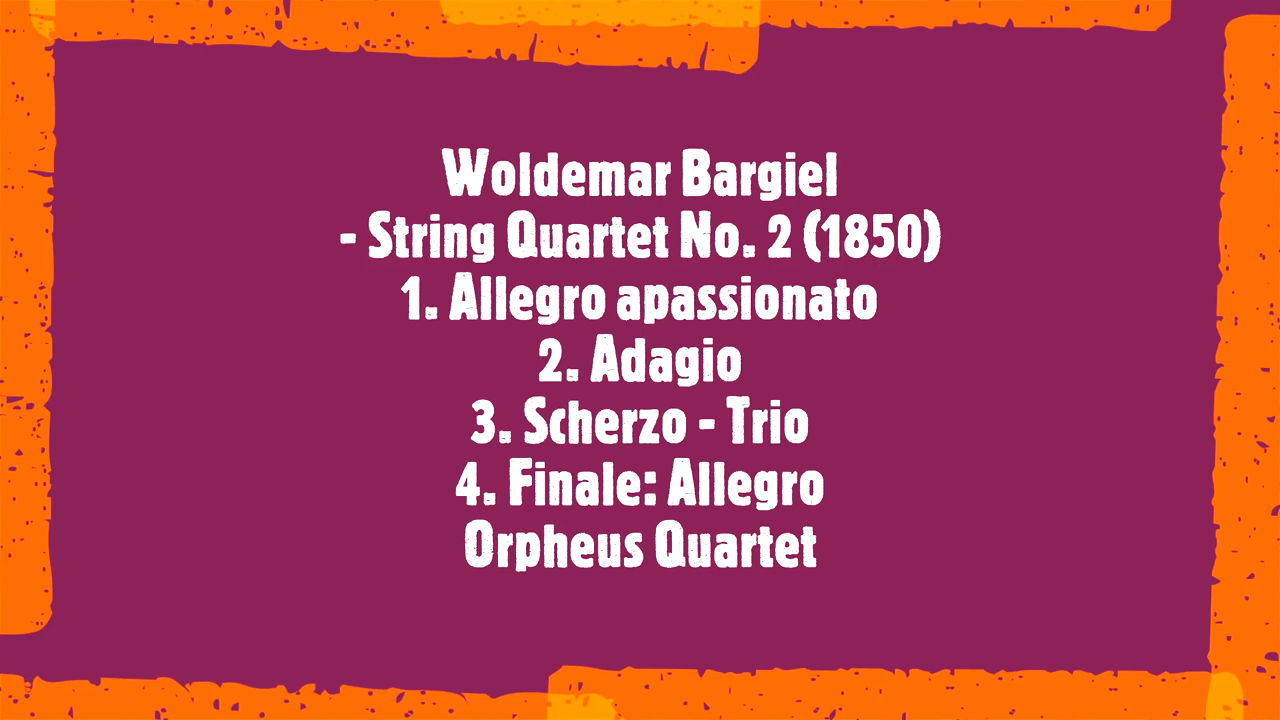 Woldemar Bargiel
- String Quartet No. 2 (1850)
1. Allegro apassionato
2. Adagio
3. Scherzo - Trio
4. Finale: Allegro
Orpheus Quartet